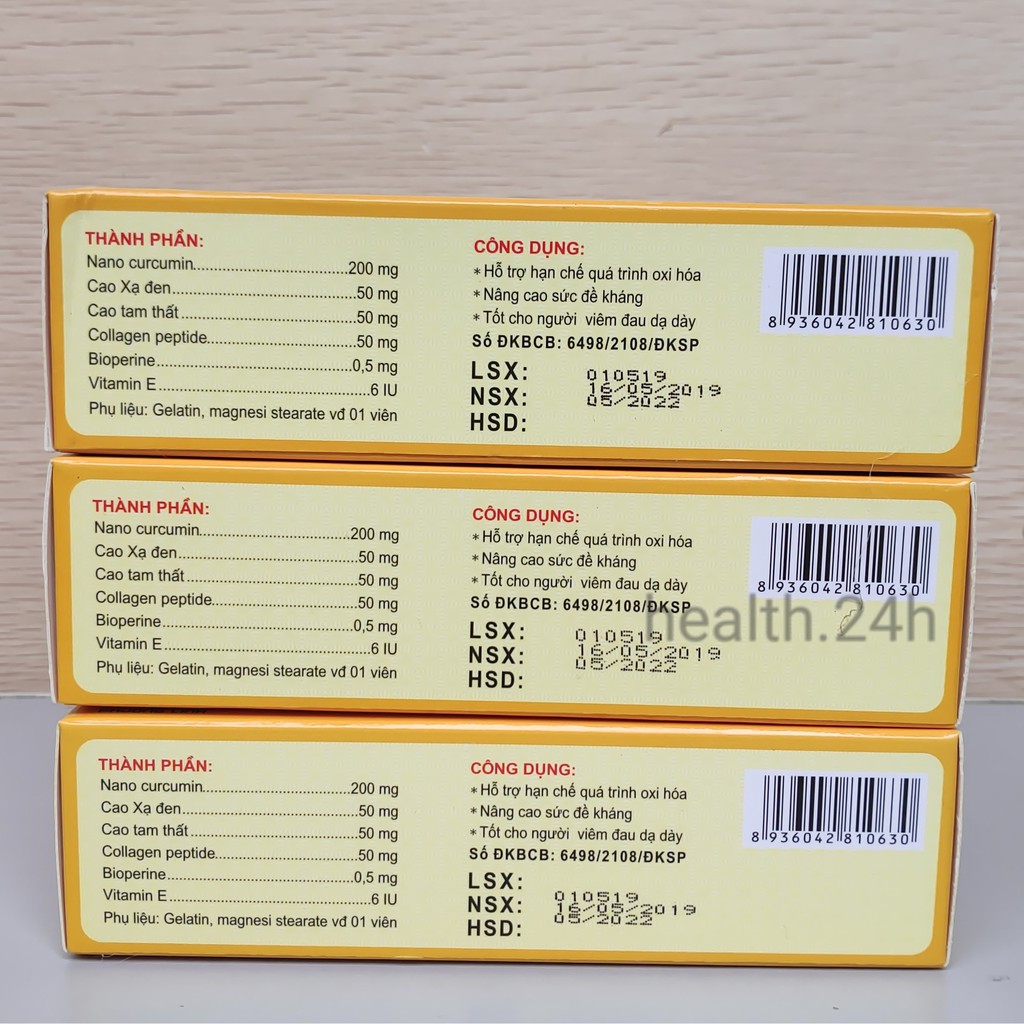 THÀNH PHẦN:
Nano curcumin..................................200 mg
Cao Xạ đen......................................50 mg
Cao tam thất....................................50 mg
Collagen peptide................................50 mg
Bioperine.......................................0,5 mg
Vitamin E.......................................6 IU
Phụ liệu: Gelatin, magnesi stearate vđ 01 viên
CÔNG DỤNG:
*Hỗ trợ hạn chế quá trình oxi hóa
*Nâng cao sức đề kháng
*Tốt cho người viêm đau dạ dày
Số ĐKBCB: 6498/2108/ĐKSP
LSX: 010519
NSX: 16/05/2019
HSD: 05/2022
8 936042 810630
THÀNH PHẦN:
Nano curcumin..................................200 mg
Cao Xạ đen......................................50 mg
Cao tam thất....................................50 mg
Collagen peptide................................50 mg
Bioperine.......................................0,5 mg
Vitamin E.......................................6 IU
Phụ liệu: Gelatin, magnesi stearate vđ 01 viên
CÔNG DỤNG:
*Hỗ trợ hạn chế quá trình oxi hóa
*Nâng cao sức đề kháng
*Tốt cho người viêm đau dạ dày
Số ĐKBCB: 6498/2108/ĐKSP
LSX: 010519
NSX: 16/05/2019
HSD: 05/2022
8 936042 810630
health.24h
THÀNH PHẦN:
Nano curcumin..................................200 mg
Cao Xạ đen......................................50 mg
Cao tam thất....................................50 mg
Collagen peptide................................50 mg
Bioperine.......................................0,5 mg
Vitamin E.......................................6 IU
Phụ liệu: Gelatin, magnesi stearate vđ 01 viên
CÔNG DỤNG:
*Hỗ trợ hạn chế quá trình oxi hóa
*Nâng cao sức đề kháng
*Tốt cho người viêm đau dạ dày
Số ĐKBCB: 6498/2108/ĐKSP
LSX: 010519
NSX: 16/05/2019
HSD: 05/2022
8 936042 810630